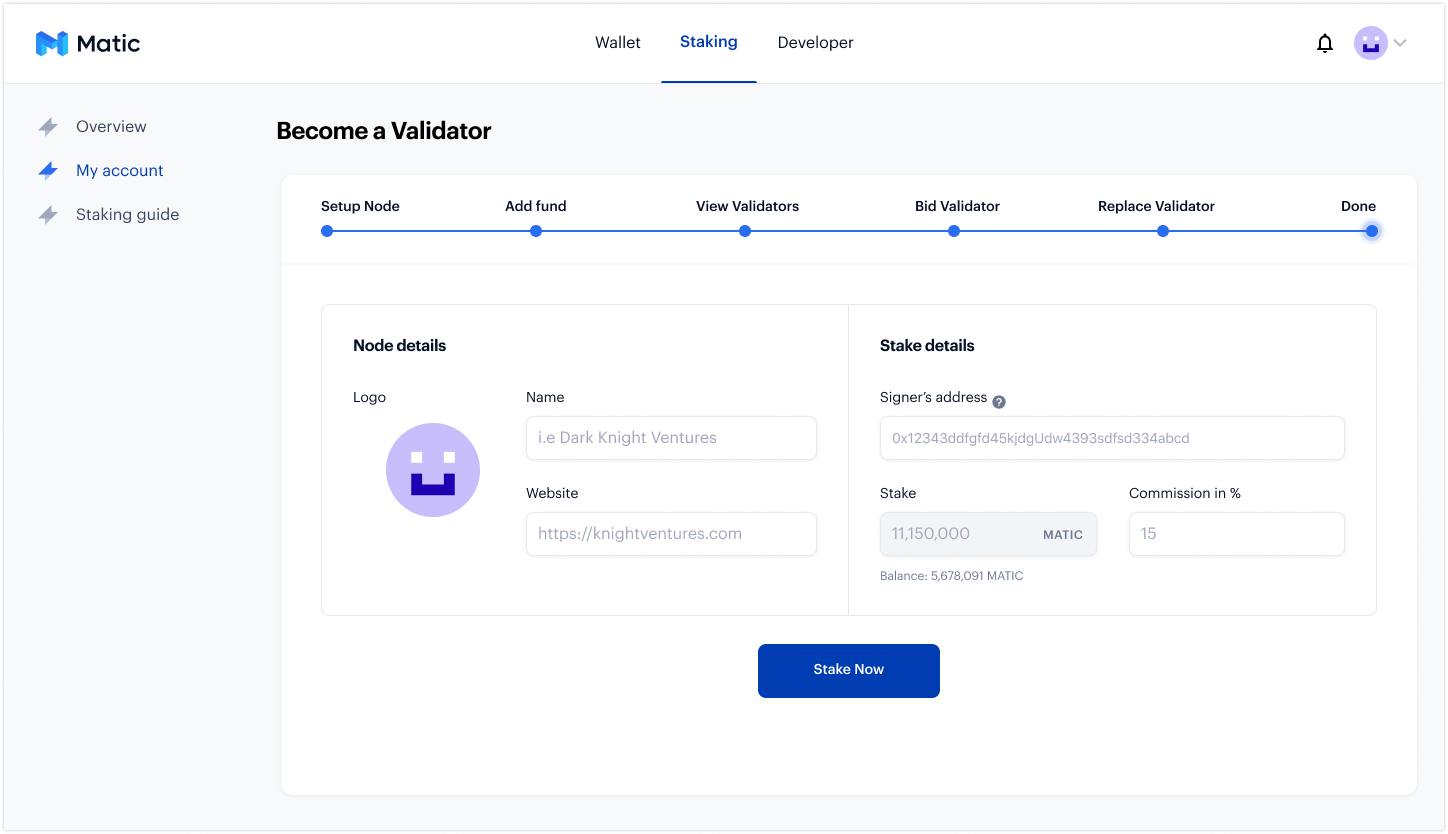 Matic
Wallet
Staking
Developer
Overview
My account
Staking guide
Become a Validator
Setup Node
Add fund
View Validators
Bid Validator
Replace Validator
Done
Node details
Logo
Name
i.e Dark Knight Ventures
Website
https://knightventures.com
Stake details
Signer’s address ?
0x12343ddfgfd45kjdgUdw4393sdfsd334abcd
Stake
11,150,000 MATIC
Balance: 5,678,091 MATIC
Commission in %
15
Stake Now